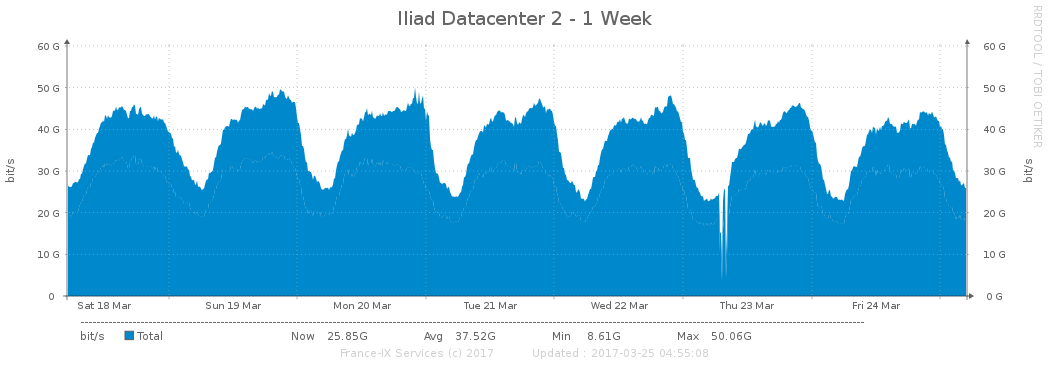 Iliad Datacenter 2 - 1 Week
RRDTOOL / TOBI OETIKER
60 G 60 G
50 G 50 G
40 G 40 G
30 G 30 G
20 G 20 G
10 G 10 G
0 0 G
bit/s
bit/s
Sat 18 Mar Sun 19 Mar Mon 20 Mar Tue 21 Mar Wed 22 Mar Thu 23 Mar Fri 24 Mar
bit/s Total Now 25.85G Avg 37.52G Min 8.61G Max 50.06G
France-IX Services (c) 2017 Updated : 2017-03-25 04:55:08